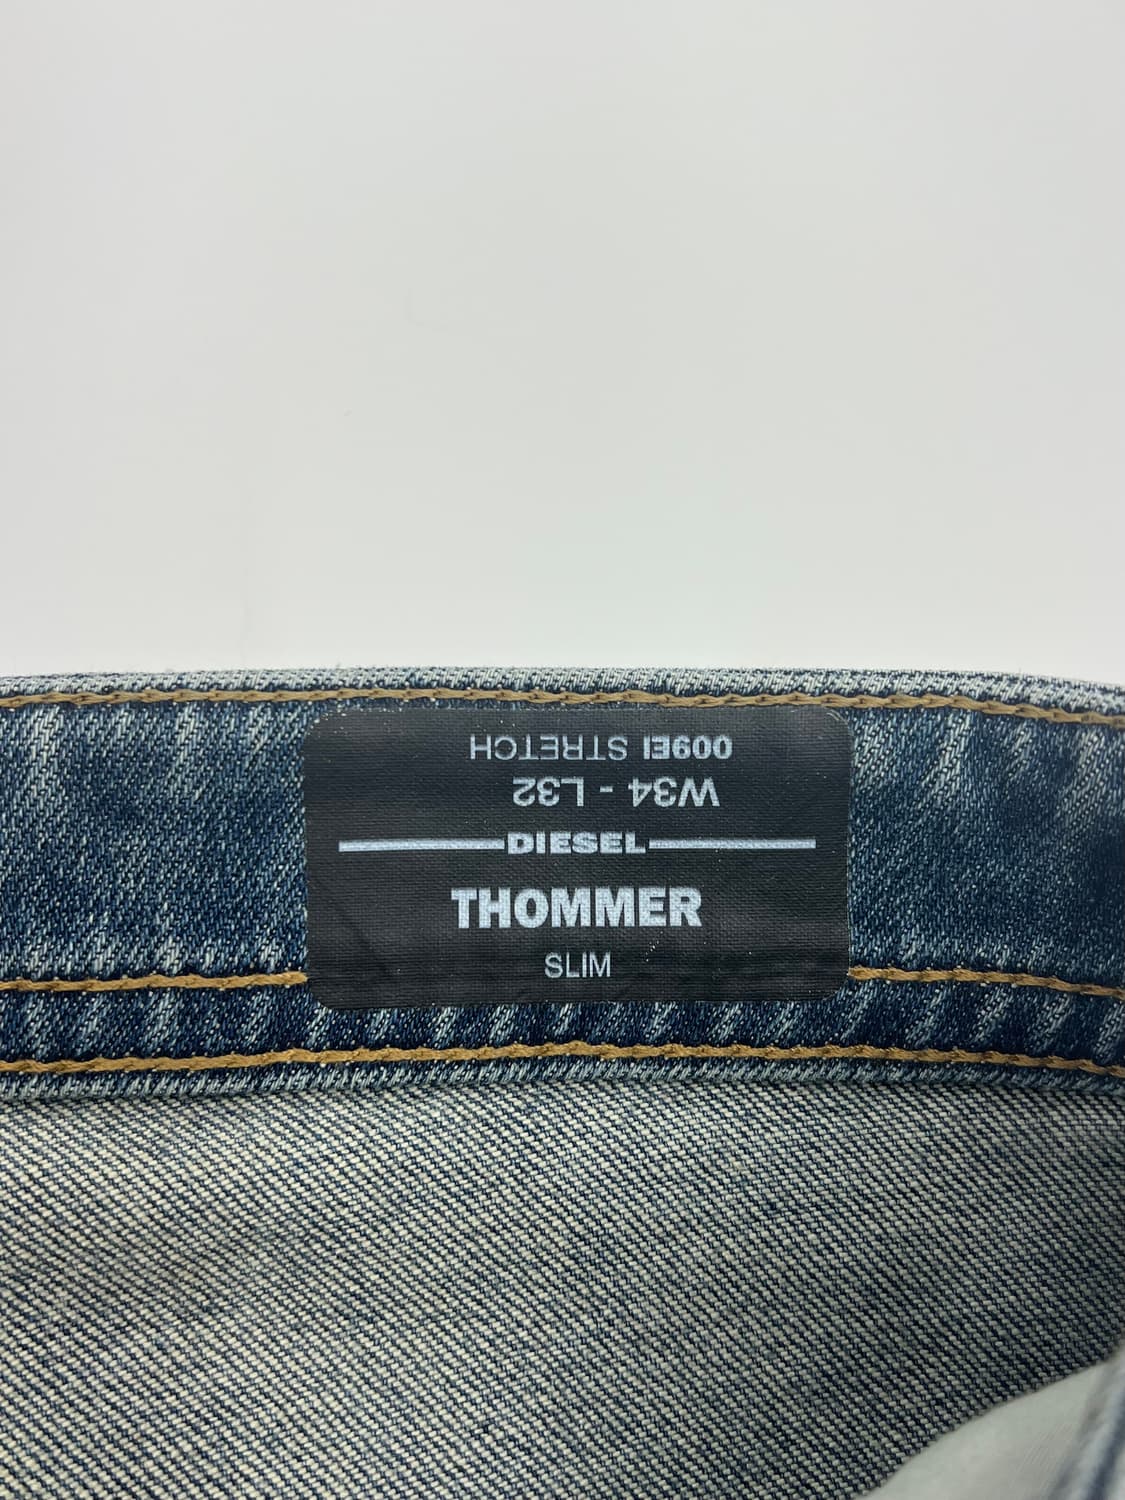 009EI STRETCH
W34 - L32
DIESEL
THOMMER
SLIM